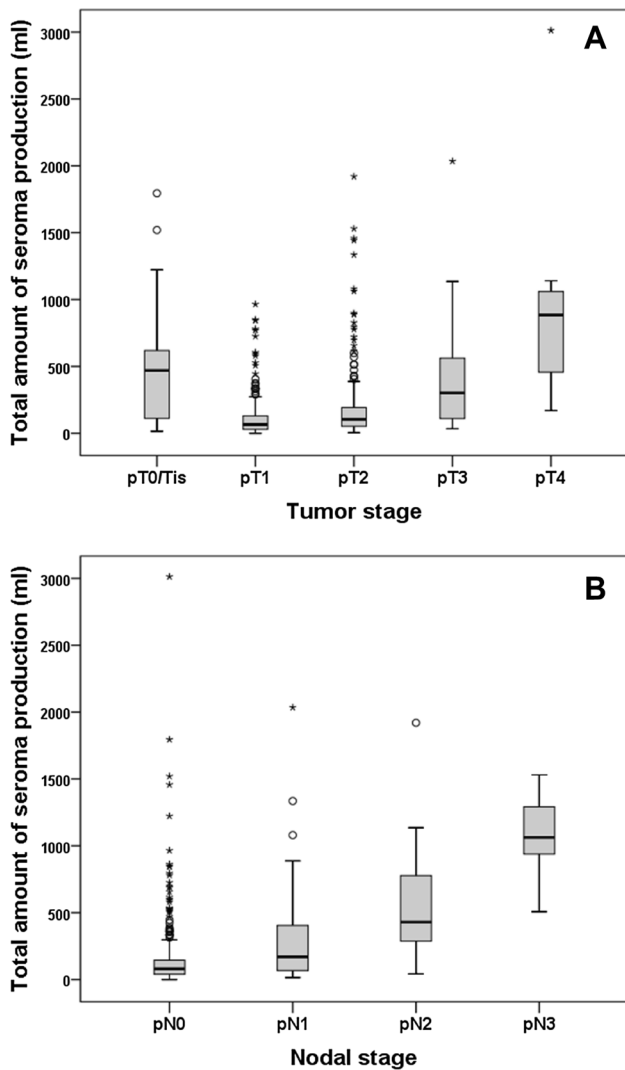 A
Total amount of seroma production (ml)
3000
2500
2000
1500
1000
500
0
pT0/Tis pT1 pT2 pT3 pT4
Tumor stage
B
Total amount of seroma production (ml)
3000
2500
2000
1500
1000
500
0
pN0 pN1 pN2 pN3
Nodal stage